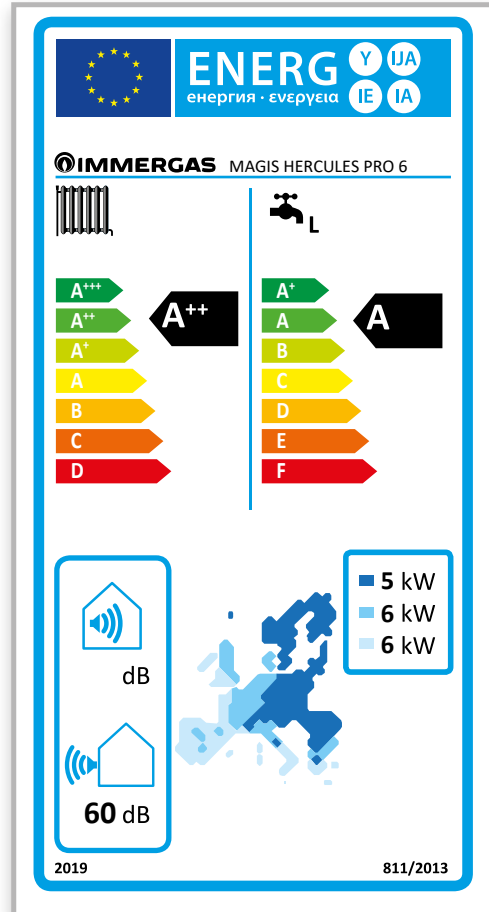 ENERG Y IJA
енергия · ενεργεια IE IA
IMMERGAS MAGIS HERCULES PRO 6
L
A+++ A++ A+ A
A++ A
A+ B
A C
B D
C E
D F
5 kW
6 kW
6 kW
dB
60 dB
2019 811/2013